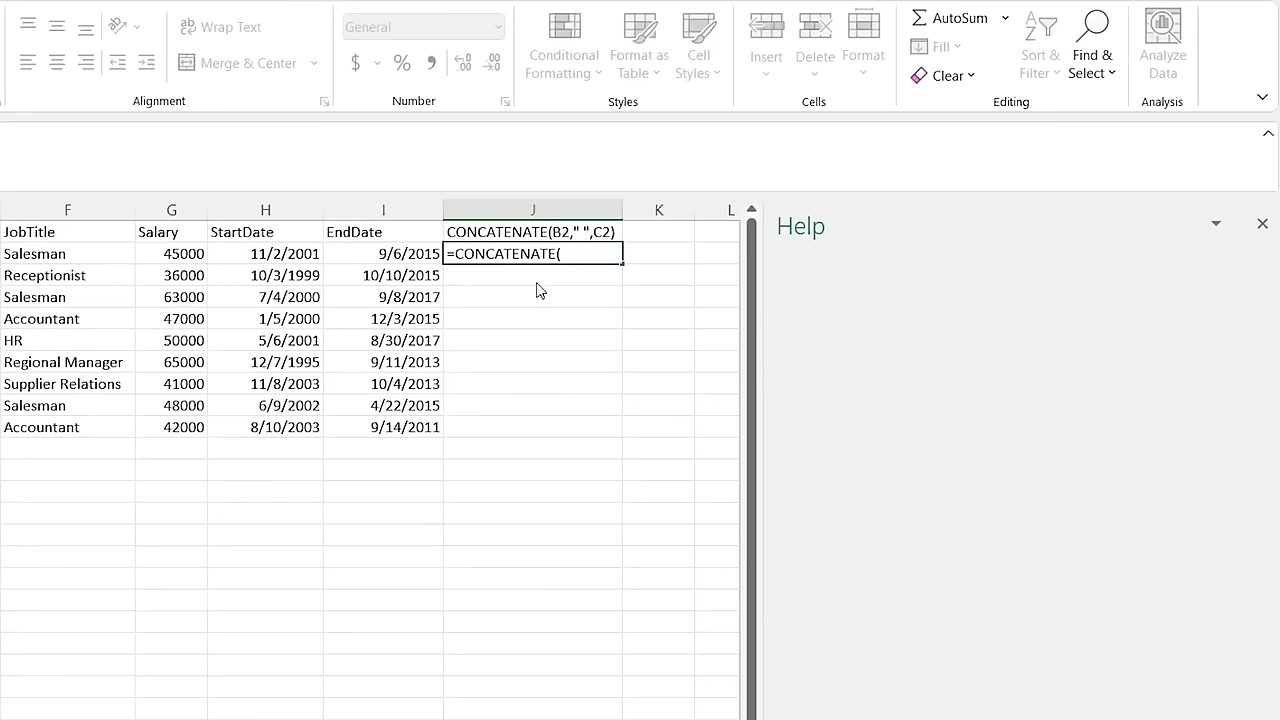 Wrap Text
General
AutoSum
Fill
Merge & Center
$ % 9 .00 .00
Conditional Formatting
Format as Table
Cell Styles
Insert
Delete
Format
Clear
Sort & Filter
Find & Select
Analyze Data
Alignment
Number
Styles
Cells
Editing
Analysis
F G H I J K L
Help
JobTitle Salary StartDate EndDate CONCATENATE(B2," ",C2)
Salesman 45000 11/2/2001 9/6/2015 =CONCATENATE(
Receptionist 36000 10/3/1999 10/10/2015
Salesman 63000 7/4/2000 9/8/2017
Accountant 47000 1/5/2000 12/3/2015
HR 50000 5/6/2001 8/30/2017
Regional Manager 65000 12/7/1995 9/11/2013
Supplier Relations 41000 11/8/2003 10/4/2013
Salesman 48000 6/9/2002 4/22/2015
Accountant 42000 8/10/2003 9/14/2011